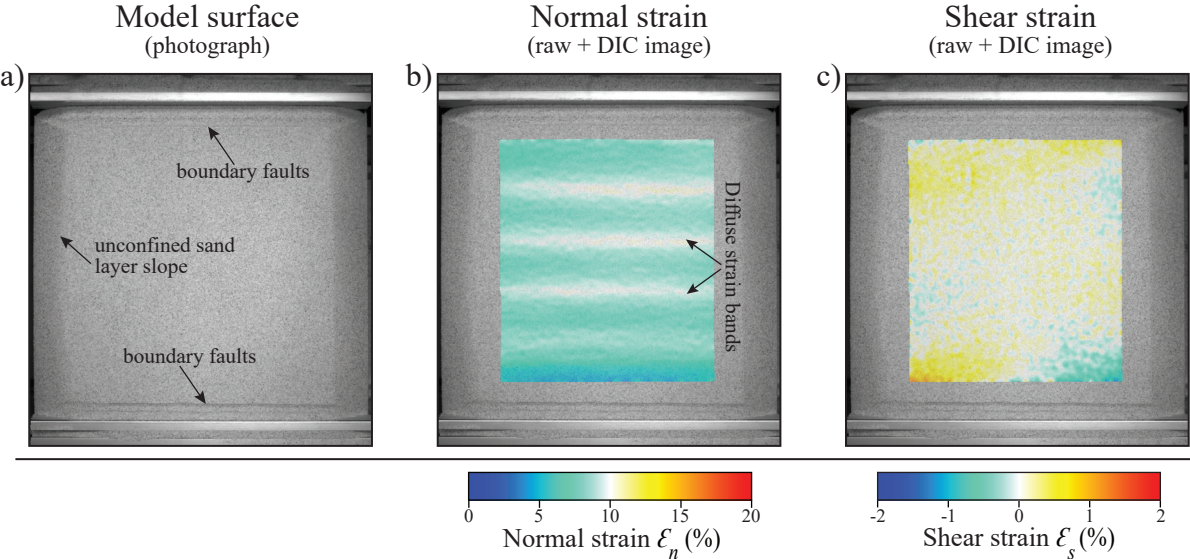 Model surface
(photograph)
Normal strain
(raw + DIC image)
Shear strain
(raw + DIC image)
a)
b)
c)
boundary faults
unconfined sand
layer slope
boundary faults
Diffuse strain bands
0 5 10 15 20
Normal strain Ɛn (%)
-2 -1 0 1 2
Shear strain Ɛs (%)